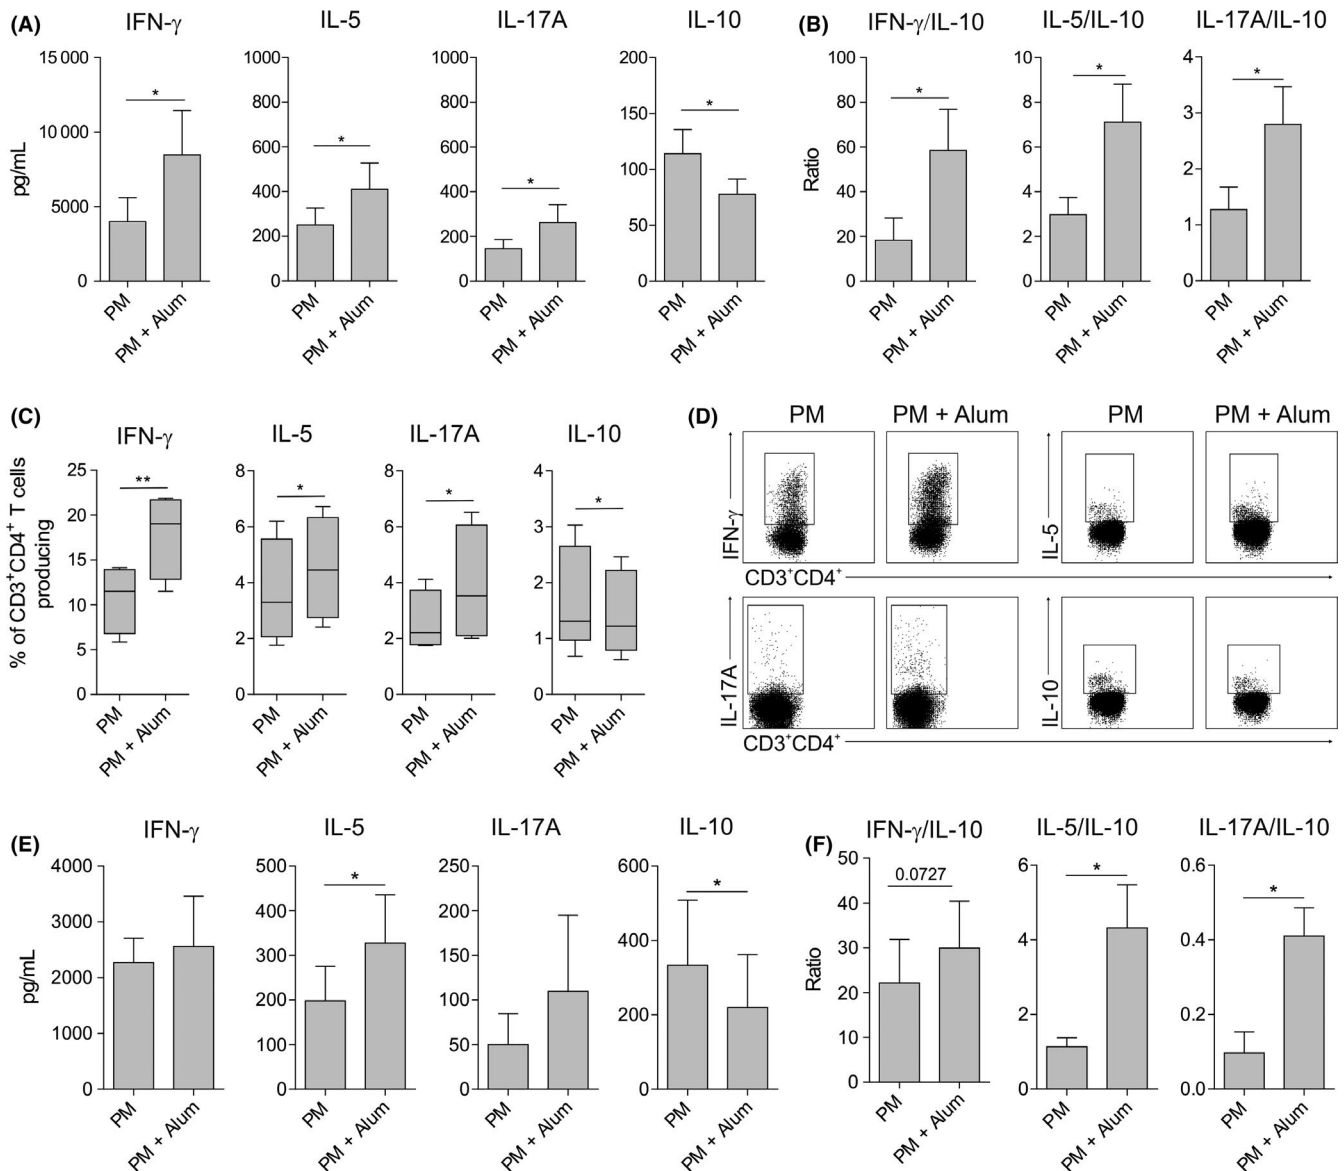 (A) IFN-γ IL-5 IL-17A IL-10 (B) IFN-γ/IL-10 IL-5/IL-10 IL-17A/IL-10
pg/mL
15 000
10 000
5000
0
*
PM
PM + Alum
1000
800
600
400
200
0
*
PM
PM + Alum
1000
800
600
400
200
0
*
PM
PM + Alum
200
150
100
50
0
*
PM
PM + Alum
Ratio
100
80
60
40
20
0
*
PM
PM + Alum
10
8
6
4
2
0
*
PM
PM + Alum
4
3
2
1
0
*
PM
PM + Alum
(C) IFN-γ IL-5 IL-17A IL-10
% of CD3+CD4+ T cells
producing
25
20
15
10
5
0
**
PM
PM + Alum
8
6
4
2
0
*
PM
PM + Alum
8
6
4
2
0
*
PM
PM + Alum
4
3
2
1
0
*
PM
PM + Alum
(D) PM PM + Alum PM PM + Alum
IFN-γ
IL-5
CD3+CD4+
IL-17A
IL-10
CD3+CD4+
(E) IFN-γ IL-5 IL-17A IL-10 (F) IFN-γ/IL-10 IL-5/IL-10 IL-17A/IL-10
pg/mL
4000
3000
2000
1000
0
PM
PM + Alum
500
400
300
200
100
0
*
PM
PM + Alum
250
200
150
100
50
0
PM
PM + Alum
600
400
200
0
*
PM
PM + Alum
Ratio
50
40
30
20
10
0
0.0727
PM
PM + Alum
6
4
2
0
*
PM
PM + Alum
0.6
0.4
0.2
0.0
*
PM
PM + Alum